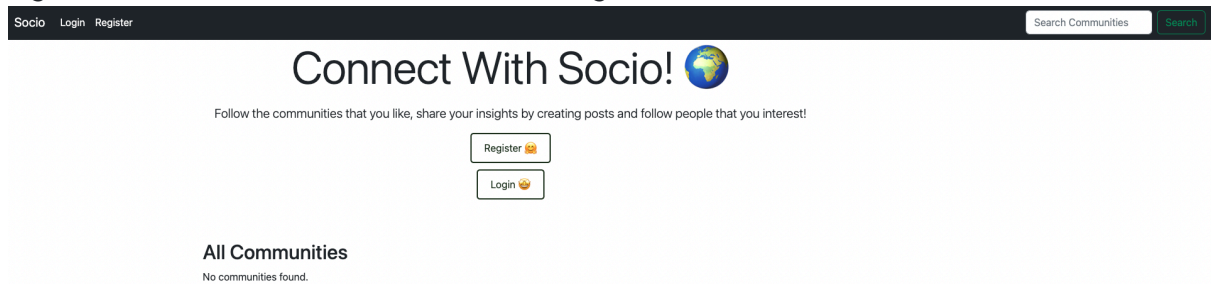 Socio Login Register Search Communities Search
Connect With Socio! 🌍
Follow the communities that you like, share your insights by creating posts and follow people that you interest!
Register 🤗
Login 🤩
All Communities
No communities found.